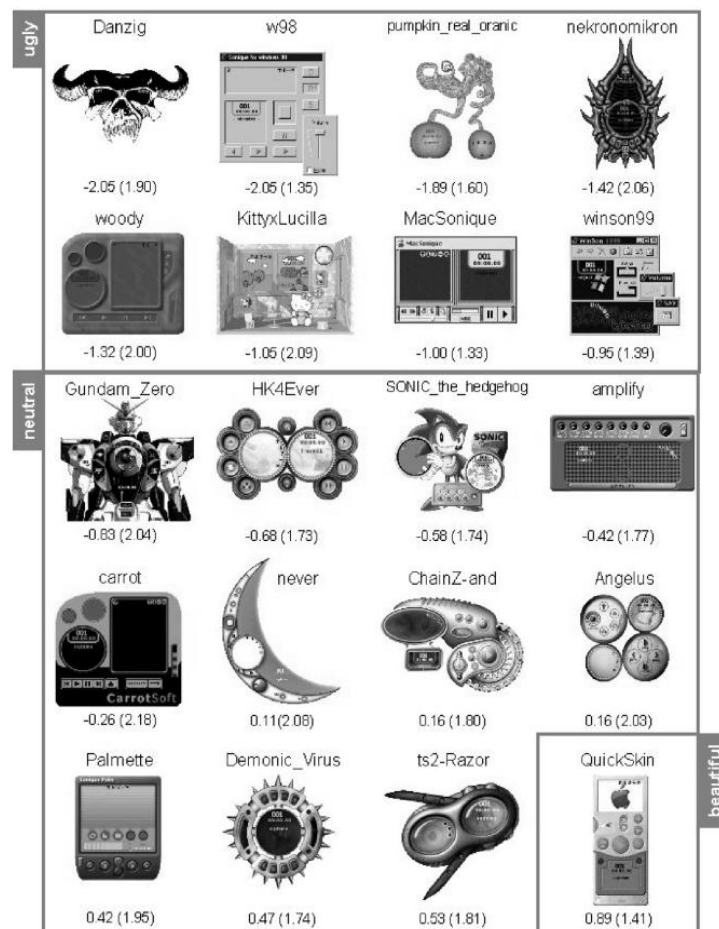 ugly
Danzig w98 pumpkin_real_oranic nekronomikron
-2.05 (1.90) -2.05 (1.35) -1.89 (1.60) -1.42 (2.06)
woody KittyxLucilla MacSonique winson99
MacSonique
001
-1.32 (2.00) -1.05 (2.09) -1.00 (1.33) -0.95 (1.39)
neutral
Gundam_Zero HK4Ever SONIC_the_hedgehog amplify
SONIC
-0.83 (2.04) -0.68 (1.73) -0.58 (1.74) -0.42 (1.77)
carrot never ChainZ-and Angelus
CarrotSoft
-0.26 (2.18) 0.11(2.08) 0.16 (1.80) 0.16 (2.03)
beautiful
Palmette Demonic_Virus ts2-Razor QuickSkin
001
0.42 (1.95) 0.47 (1.74) 0.53 (1.81) 0.89 (1.41)